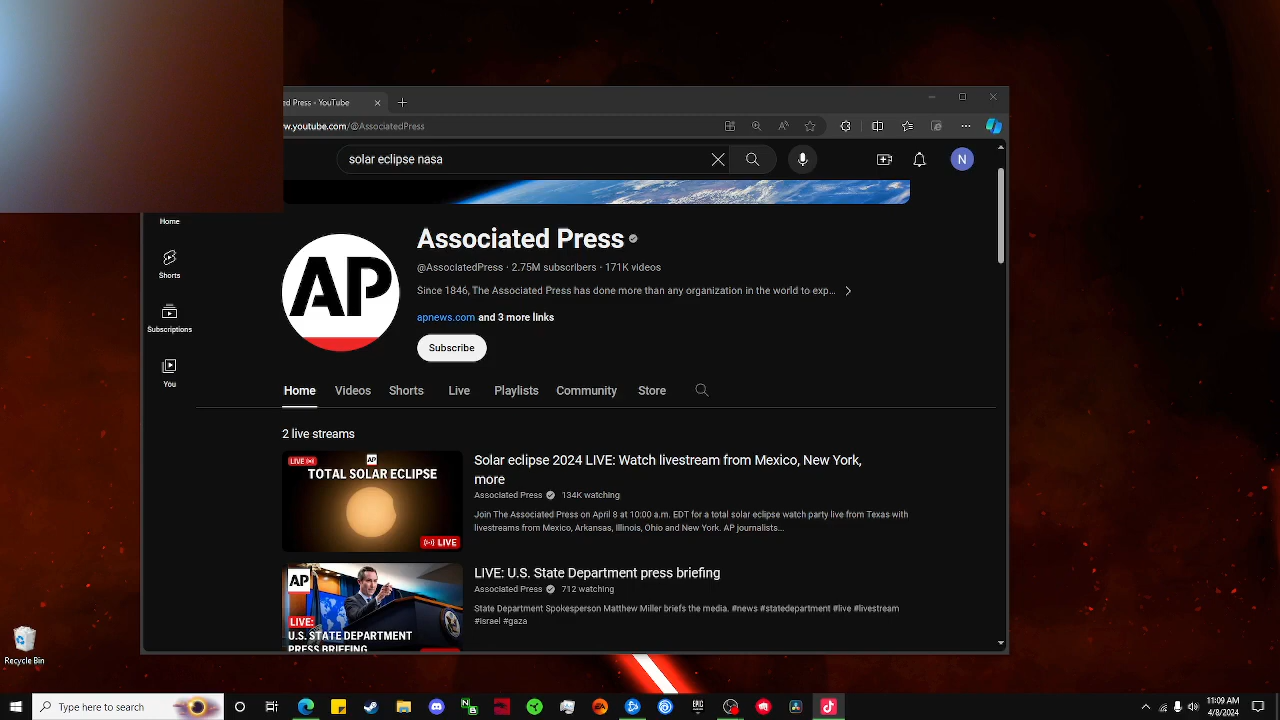 ed Press - YouTube
w.youtube.com/@AssociatedPress
solar eclipse nasa
N
Home
Shorts
Subscriptions
You
AP
Associated Press
@AssociatedPress · 2.75M subscribers · 171K videos
Since 1846, The Associated Press has done more than any organization in the world to exp...
apnews.com and 3 more links
Subscribe
Home Videos Shorts Live Playlists Community Store
2 live streams
LIVE
AP
TOTAL SOLAR ECLIPSE
LIVE
Solar eclipse 2024 LIVE: Watch livestream from Mexico, New York,
more
Associated Press 134K watching
Join The Associated Press on April 8 at 10:00 a.m. EDT for a total solar eclipse watch party live from Texas with
livestreams from Mexico, Arkansas, Illinois, Ohio and New York. AP journalists...
AP
LIVE:
U.S. STATE DEPARTMENT
PRESS BRIEFING
LIVE: U.S. State Department press briefing
Associated Press 712 watching
State Department Spokesperson Matthew Miller briefs the media. #news #statedepartment #live #livestream
#Israel #gaza
Recycle Bin
Type here to search
EPIC
11:09 AM
4/8/2024